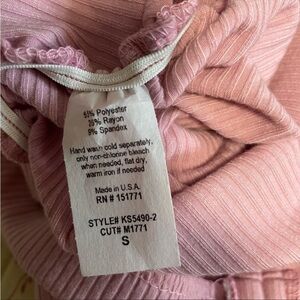 % Polyester
% Rayon
% Spandex
Hand wash cold separately,
only non-chlorine bleach
when needed, flat dry,
warm iron if needed
Made in U.S.A.
RN # 151771
STYLE# KS5490-2
CUT# M1771
S